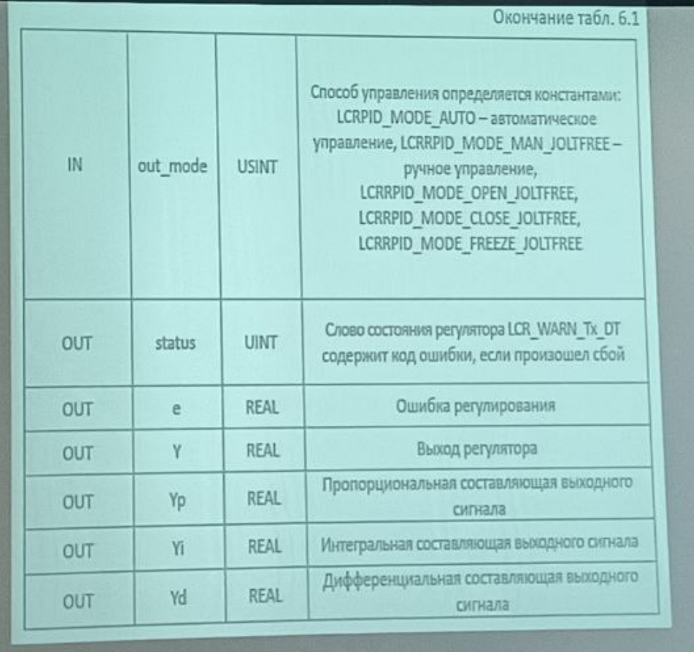 Окончание табл. 6.1
Способ управления определяется константами:
LCRPID_MODE_AUTO – автоматическое
управление, LCRRPID_MODE_MAN_JOLTFREE –
ручное управление,
LCRRPID_MODE_OPEN_JOLTFREE,
LCRRPID_MODE_CLOSE_JOLTFREE,
LCRRPID_MODE_FREEZE_JOLTFREE
IN out_mode USINT
OUT status UINT
Слово состояния регулятора LCR_WARN_Tx_DT
содержит код ошибки, если произошел сбой
OUT e REAL Ошибка регулирования
OUT Y REAL Выход регулятора
OUT Yp REAL
Пропорциональная составляющая выходного
сигнала
OUT Yi REAL Интегральная составляющая выходного сигнала
OUT Yd REAL
Дифференциальная составляющая выходного
сигнала